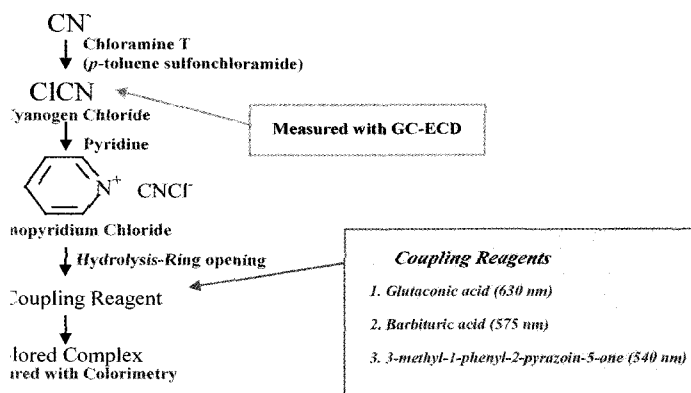 CN⁻
Chloramine T
(p-toluene sulfonchloramide)
ClCN
yanogen Chloride
Measured with GC-ECD
Pyridine
N⁺ CNCl⁻
nopyridium Chloride
Hydrolysis-Ring opening
Coupling Reagent
lored Complex
ured with Colorimetry
Coupling Reagents
1. Glutaconic acid (630 nm)
2. Barbituric acid (575 nm)
3. 3-methyl-1-phenyl-2-pyrazoin-5-one (540 nm)